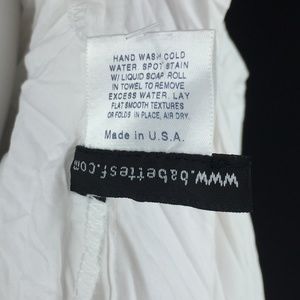 HAND WASH COLD
WATER SPOT STAIN
W/ LIQUID SOAP ROLL
IN TOWEL TO REMOVE
EXCESS WATER. LAY
FLAT SMOOTH TEXTURES
OR FOLDS IN PLACE, AIR DRY.
Made in U.S.A.
www.babettesf.com